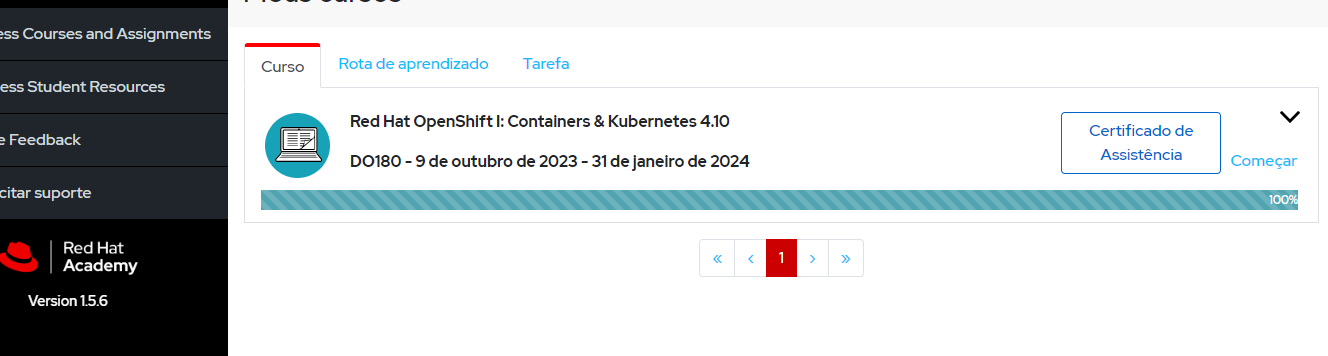 ess Courses and Assignments
ess Student Resources
e Feedback
citar suporte
Red Hat
Academy
Version 1.5.6
Curso
Rota de aprendizado
Tarefa
Red Hat OpenShift I: Containers & Kubernetes 4.10
DO180 - 9 de outubro de 2023 - 31 de janeiro de 2024
Certificado de
Assistência
Começar
100%
« ‹ 1 › »